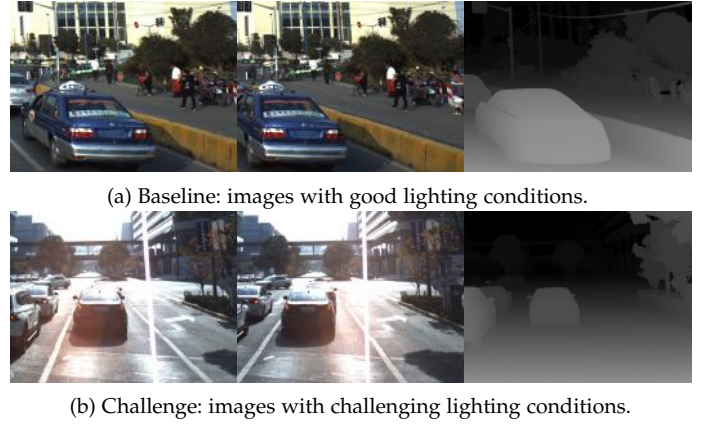 (a) Baseline: images with good lighting conditions.
(b) Challenge: images with challenging lighting conditions.